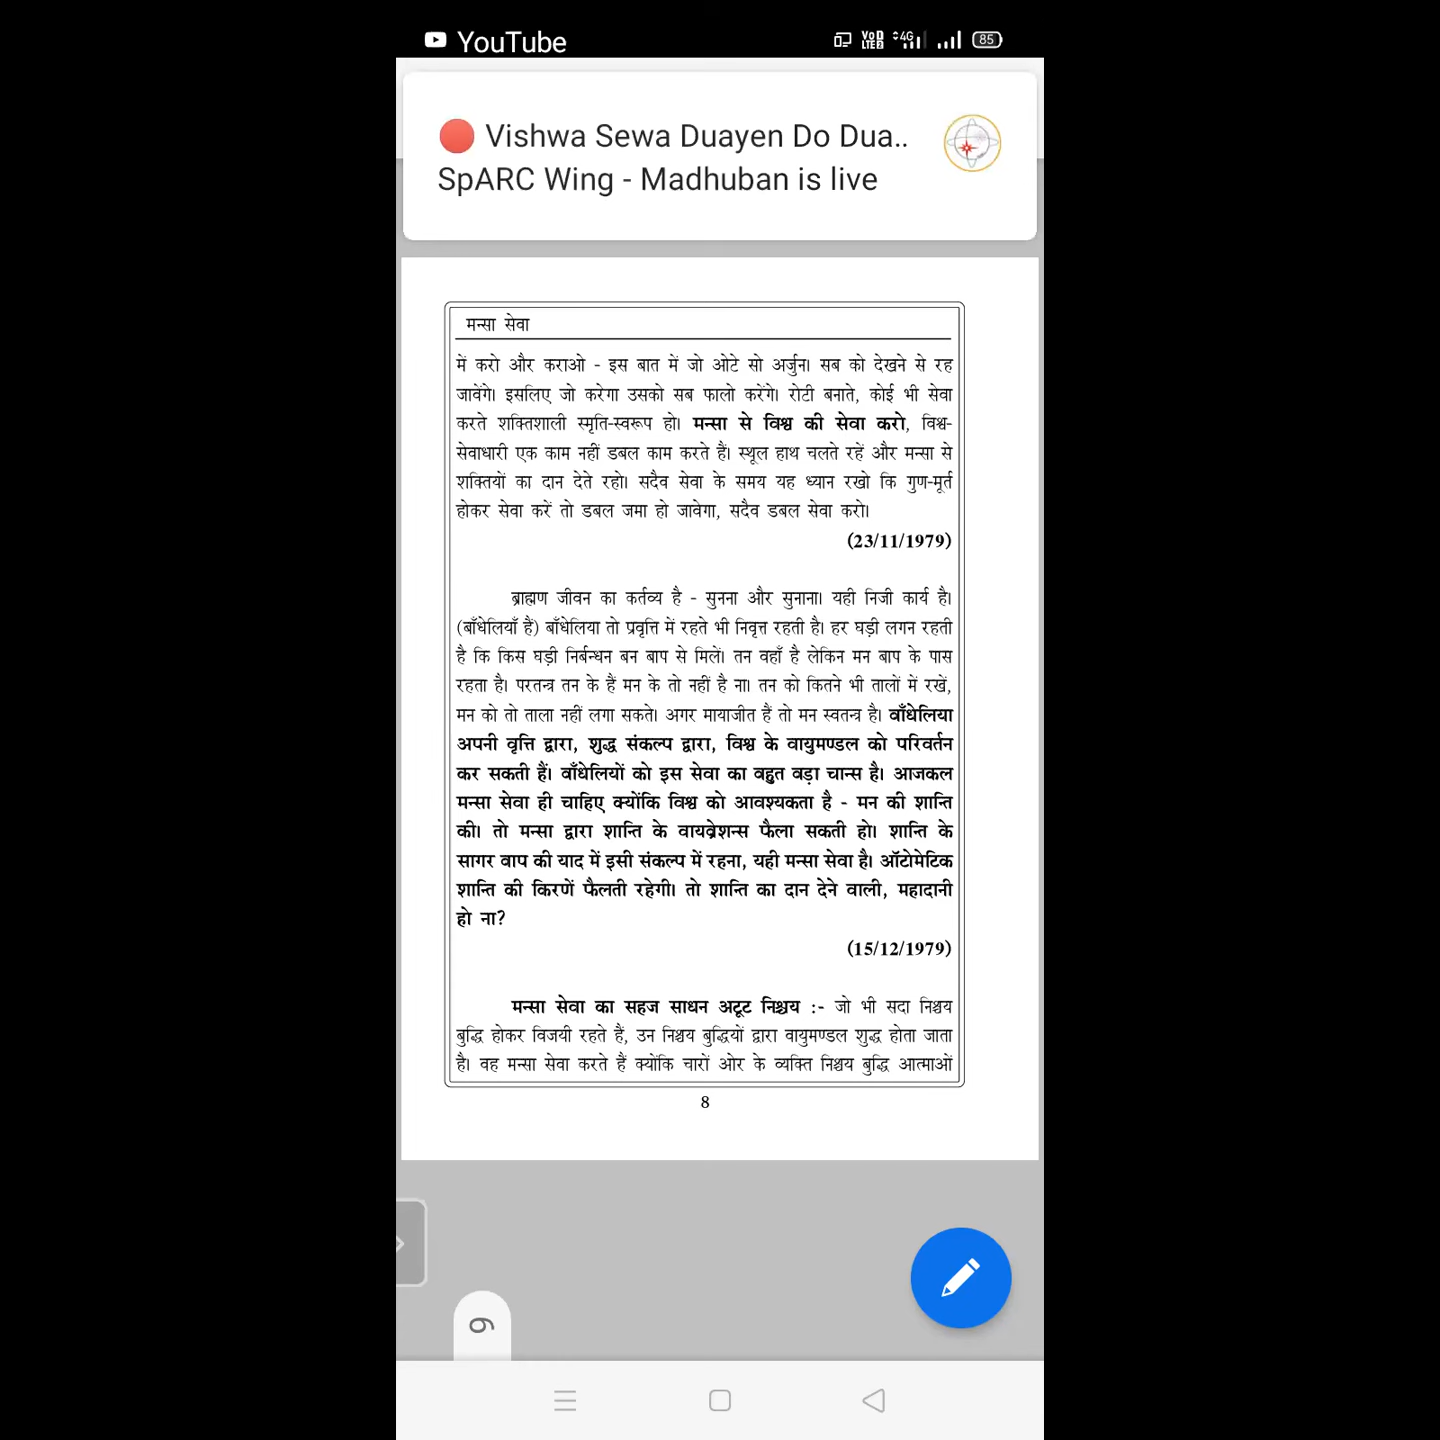 YouTube
Vo LTE2 4G 85
Vishwa Sewa Duayen Do Dua..
SpARC Wing - Madhuban is live
मन्सा सेवा
में करो और कराओ - इस बात में जो ओटे सो अर्जुन। सब को देखने से रह
जावेंगे। इसलिए जो करेगा उसको सब फालो करेंगे। रोटी बनाते, कोई भी सेवा
करते शक्तिशाली स्मृति-स्वरूप हो। मन्सा से विश्व की सेवा करो, विश्व-
सेवाधारी एक काम नहीं डबल काम करते हैं। स्थूल हाथ चलते रहें और मन्सा से
शक्तियों का दान देते रहो। सदैव सेवा के समय यह ध्यान रखो कि गुण-मूर्त
होकर सेवा करें तो डबल जमा हो जावेगा, सदैव डबल सेवा करो।
(23/11/1979)
ब्राह्मण जीवन का कर्तव्य है - सुनना और सुनाना। यही निजी कार्य है।
(बाँधेलियाँ हैं) बाँधेलिया तो प्रवृत्ति में रहते भी निवृत्त रहती है। हर घड़ी लगन रहती
है कि किस घड़ी निर्बन्धन बन बाप से मिलें। तन वहाँ है लेकिन मन बाप के पास
रहता है। परतन्त्र तन के हैं मन के तो नहीं है ना। तन को कितने भी तालों में रखें,
मन को तो ताला नहीं लगा सकते। अगर मायाजीत हैं तो मन स्वतन्त्र है। बाँधेलिया
अपनी वृत्ति द्वारा, शुद्ध संकल्प द्वारा, विश्व के वायुमण्डल को परिवर्तन
कर सकती हैं। बाँधेलियों को इस सेवा का बहुत बड़ा चान्स है। आजकल
मन्सा सेवा ही चाहिए क्योंकि विश्व को आवश्यकता है - मन की शान्ति
की। तो मन्सा द्वारा शान्ति के वायब्रेशन्स फैला सकती हो। शान्ति के
सागर बाप की याद में इसी संकल्प में रहना, यही मन्सा सेवा है। ऑटोमेटिक
शान्ति की किरणें फैलती रहेगी। तो शान्ति का दान देने वाली, महादानी
हो ना?
(15/12/1979)
मन्सा सेवा का सहज साधन अटूट निश्चय :- जो भी सदा निश्चय
बुद्धि होकर विजयी रहते हैं, उन निश्चय बुद्धियों द्वारा वायुमण्डल शुद्ध होता जाता
है। वह मन्सा सेवा करते हैं क्योंकि चारों ओर के व्यक्ति निश्चय बुद्धि आत्माओं
8
9